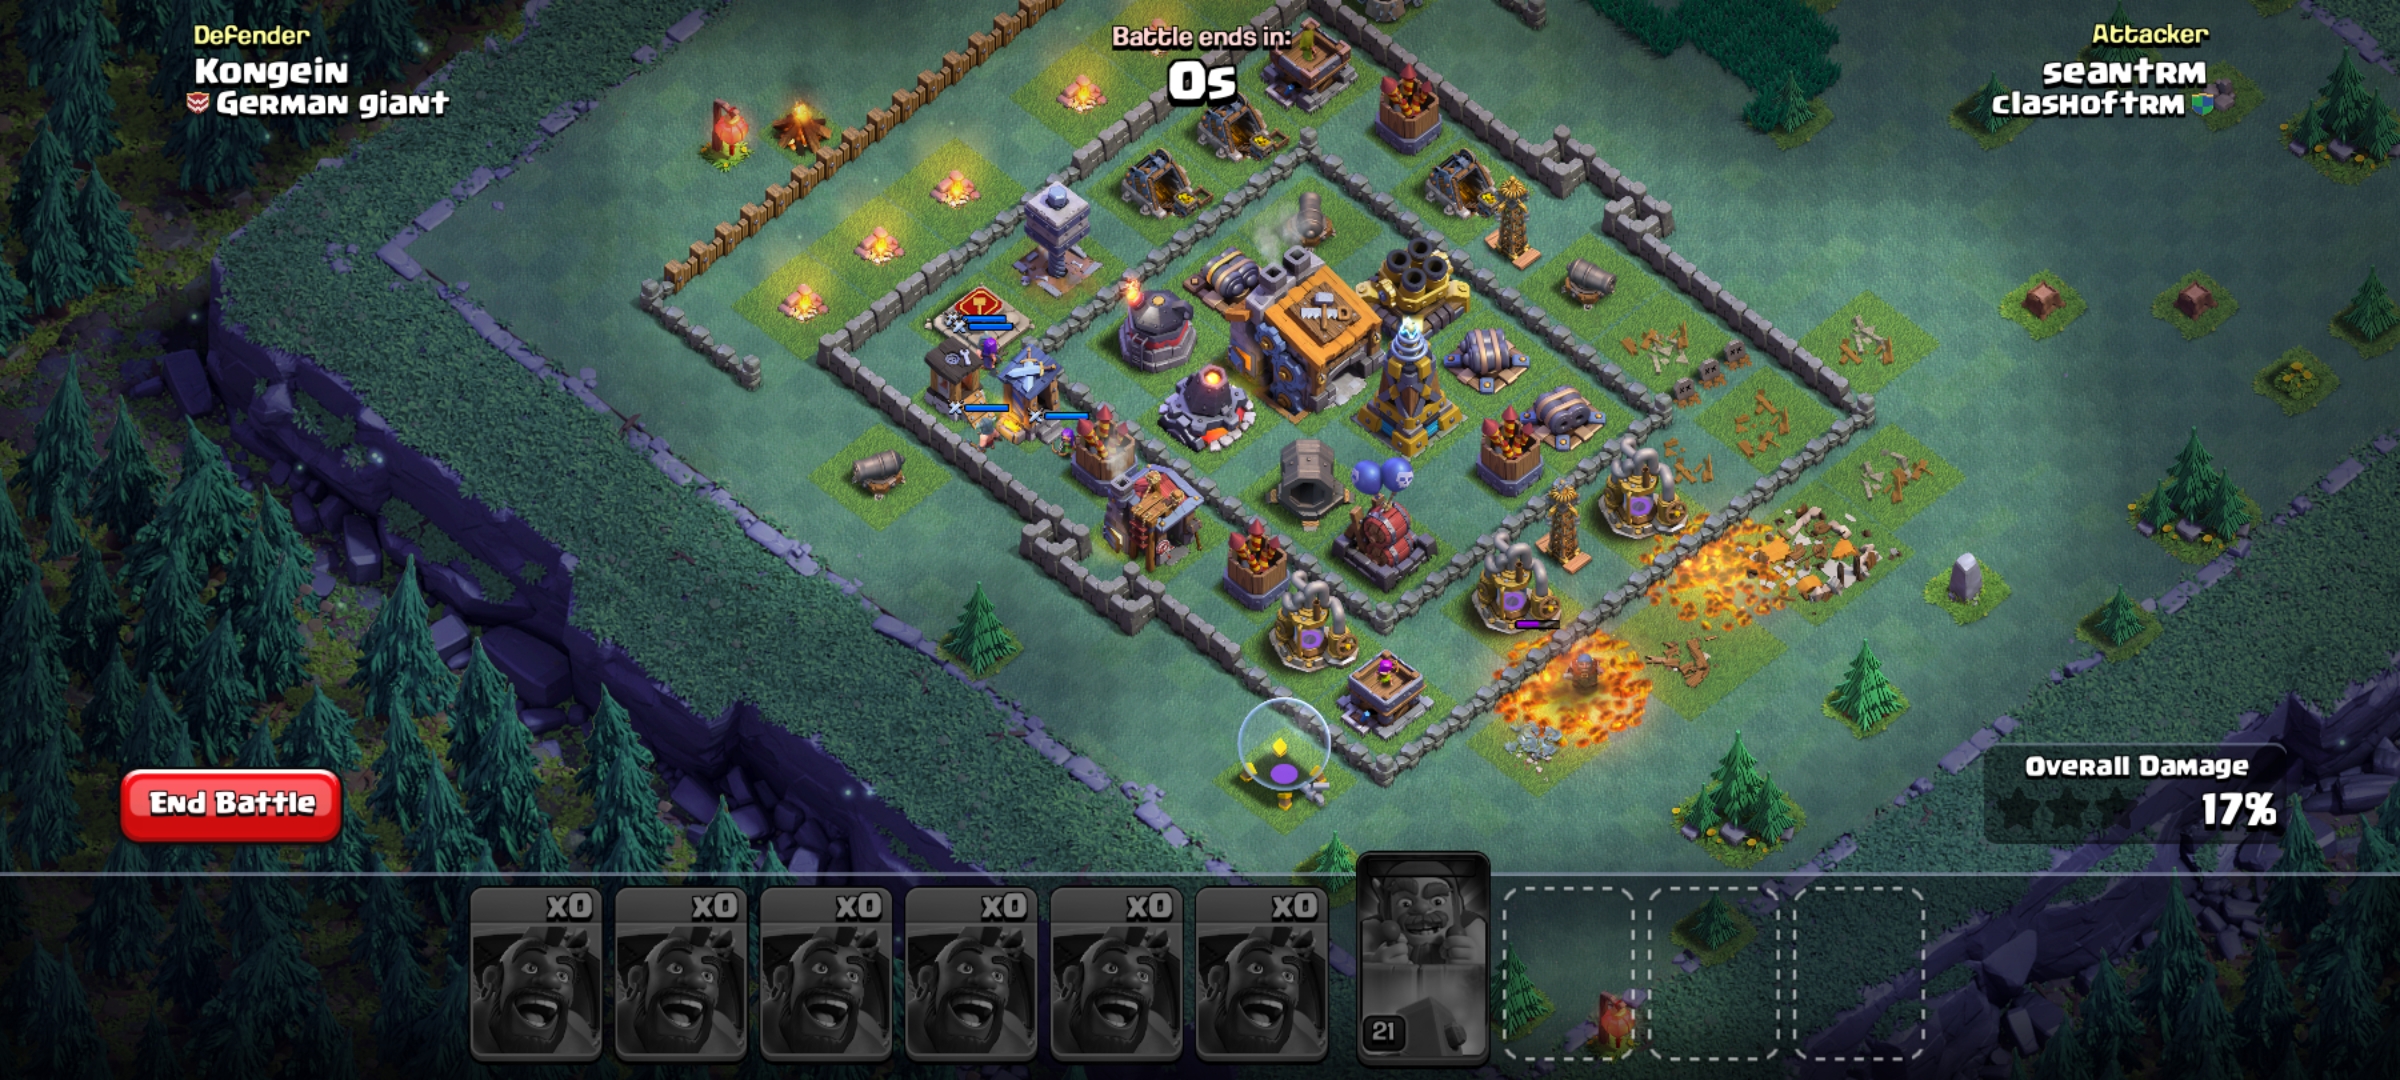 Defender
Kongein
German giant
Battle ends in:
0s
Attacker
seantrm
clashoftrm
End Battle
Overall Damage
17%
x0
x0
x0
x0
x0
x0
21